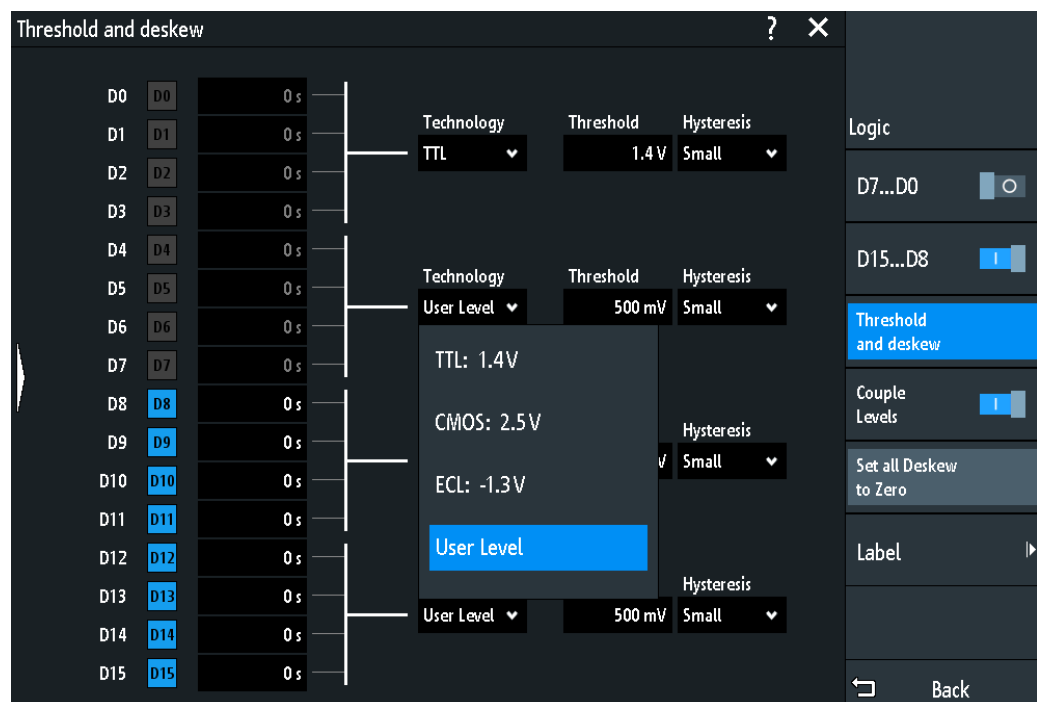 Threshold and deskew ? X
D0 D0 0 s
D1 D1 0 s
D2 D2 0 s
D3 D3 0 s
Technology Threshold Hysteresis
TTL 1.4 V Small
D4 D4 0 s
D5 D5 0 s
D6 D6 0 s
D7 D7 0 s
Technology Threshold Hysteresis
User Level 500 mV Small
TTL: 1.4 V
CMOS: 2.5 V
ECL: -1.3 V
User Level
D8 D8 0 s
D9 D9 0 s
D10 D10 0 s
D11 D11 0 s
Hysteresis
V Small
D12 D12 0 s
D13 D13 0 s
D14 D14 0 s
D15 D15 0 s
Hysteresis
User Level 500 mV Small
Logic
D7...D0
D15...D8
Threshold
and deskew
Couple
Levels
Set all Deskew
to Zero
Label
Back